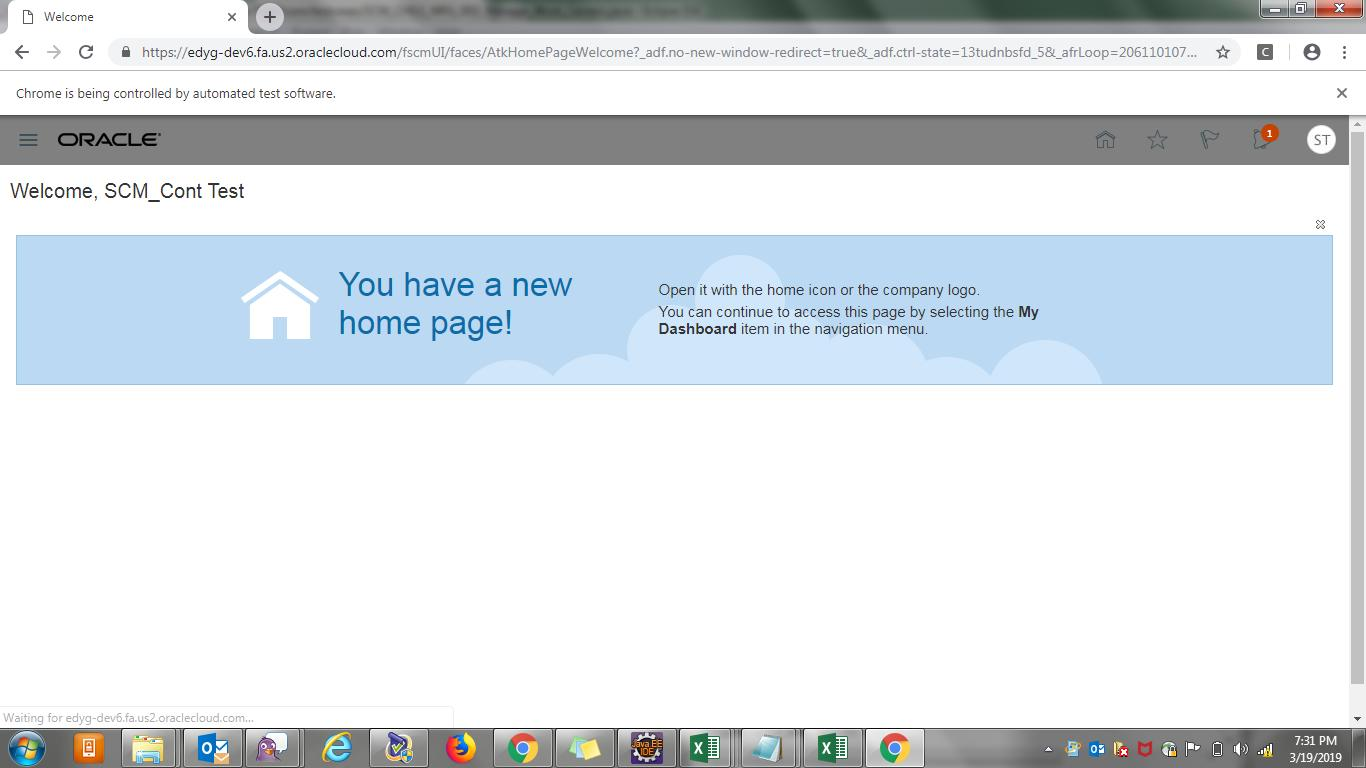 Welcome
https://edyg-dev6.fa.us2.oraclecloud.com/fscmUI/faces/AtkHomePageWelcome?_adf.no-new-window-redirect=true&_adf.ctrl-state=13tudnbsfd_5&_afrLoop=206110107...
C
Chrome is being controlled by automated test software.
ORACLE
1
ST
Welcome, SCM_Cont Test
You have a new
home page!
Open it with the home icon or the company logo.
You can continue to access this page by selecting the My
Dashboard item in the navigation menu.
Waiting for edyg-dev6.fa.us2.oraclecloud.com...
Java EE
IDE
7:31 PM
3/19/2019